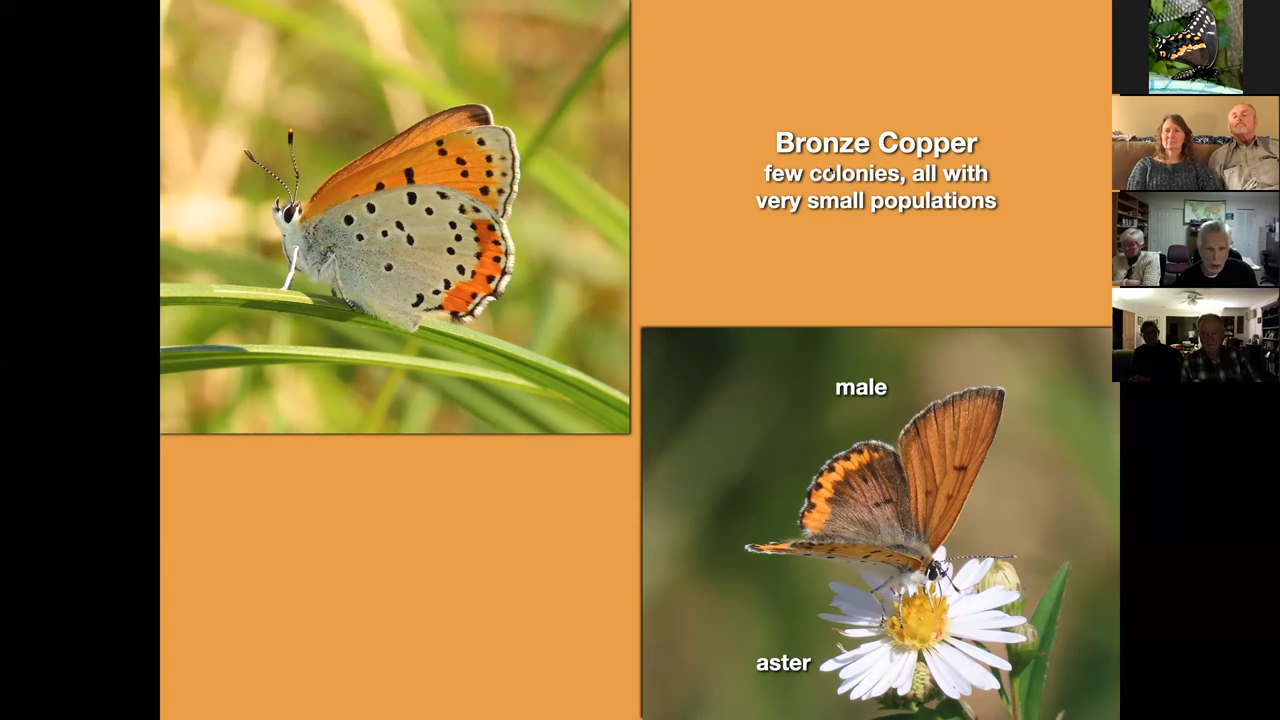 Bronze Copper
few colonies, all with
very small populations
male
aster